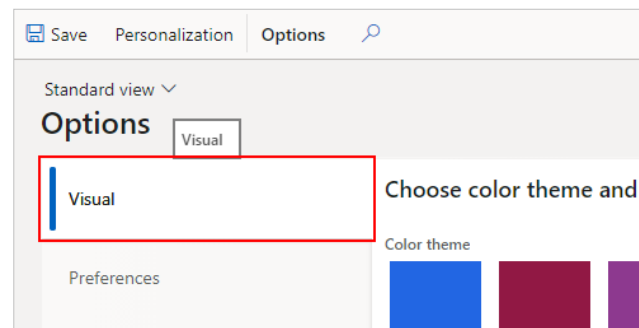 Save Personalization Options
Standard view
Options
Visual
Visual
Preferences
Choose color theme and
Color theme